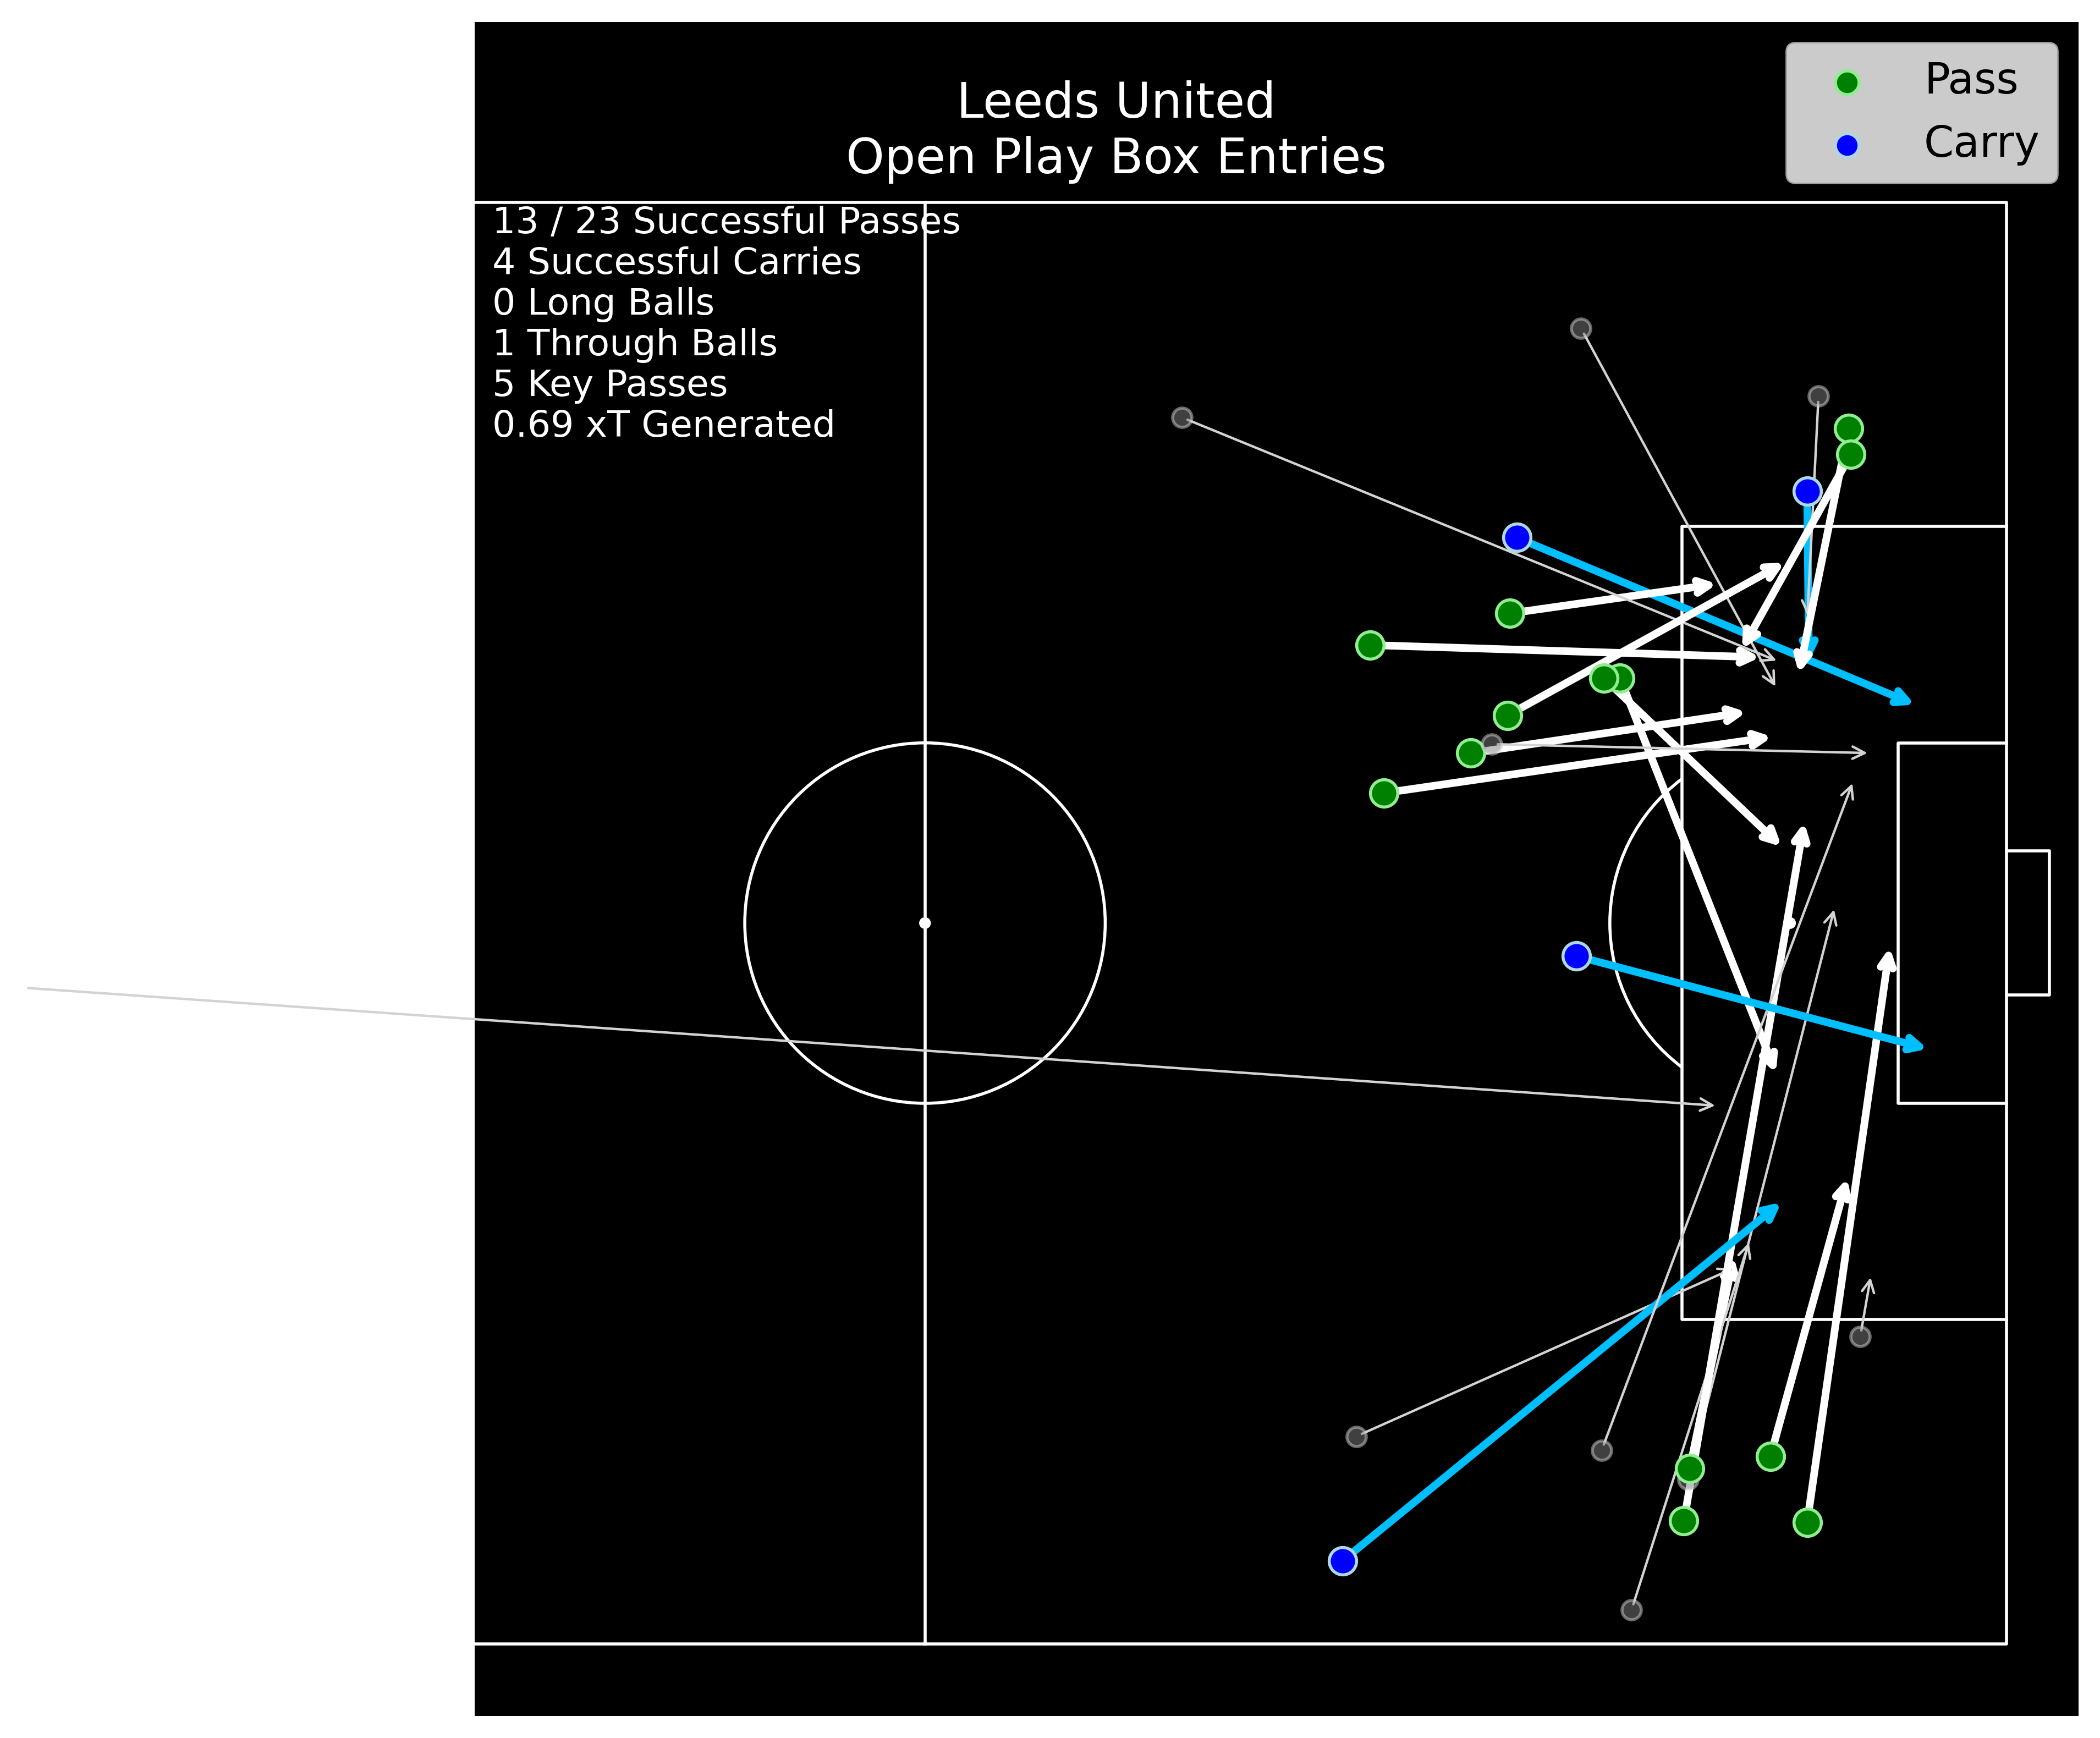 Leeds United
Open Play Box Entries
Pass
Carry
13 / 23 Successful Passes
4 Successful Carries
0 Long Balls
1 Through Balls
5 Key Passes
0.69 xT Generated